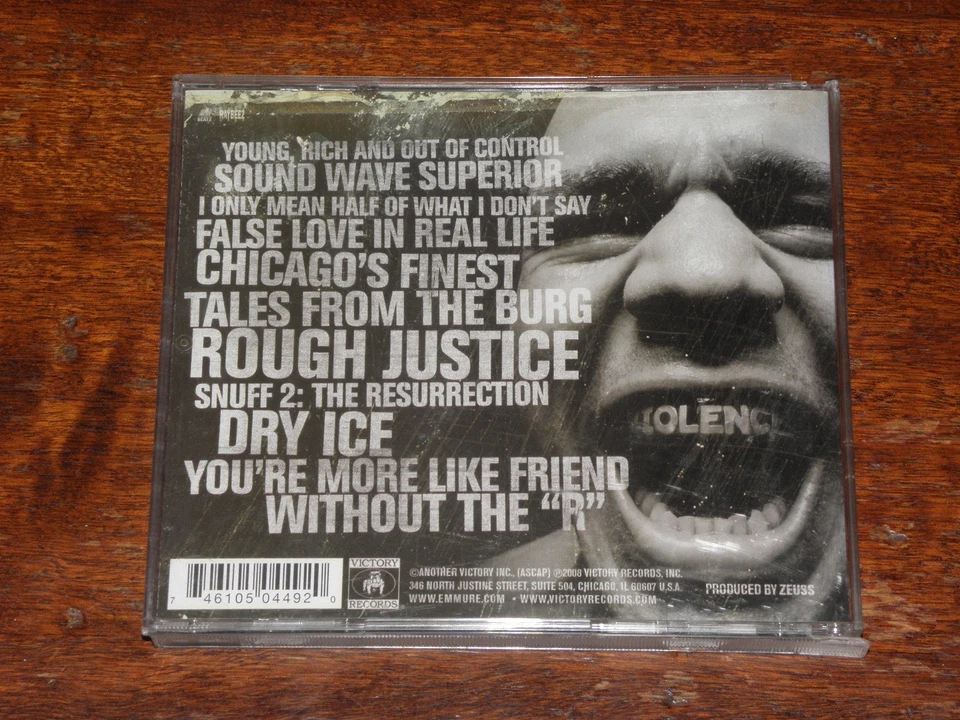 BAYBEEZ
YOUNG, RICH AND OUT OF CONTROL
SOUND WAVE SUPERIOR
I ONLY MEAN HALF OF WHAT I DON'T SAY
FALSE LOVE IN REAL LIFE
CHICAGO'S FINEST
TALES FROM THE BURG
ROUGH JUSTICE
SNUFF 2: THE RESURRECTION
DRY ICE
YOU'RE MORE LIKE FRIEND
WITHOUT THE "R"
IOLENC
7 46105 04492 0
VICTORY
RECORDS
©ANOTHER VICTORY INC., (ASCAP) ℗2008 VICTORY RECORDS, INC.
346 NORTH JUSTINE STREET, SUITE 504, CHICAGO, IL 60607 U.S.A.
WWW.EMMURE.COM • WWW.VICTORYRECORDS.COM
PRODUCED BY ZEUSS